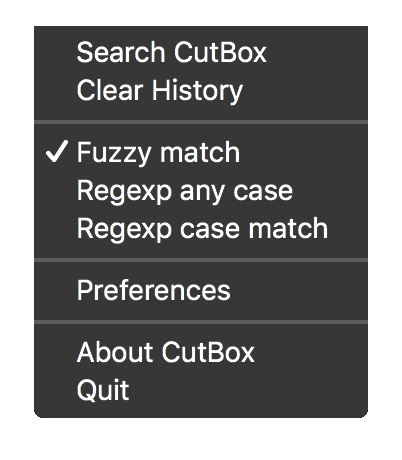 Search CutBox
Clear History
✓ Fuzzy match
Regexp any case
Regexp case match
Preferences
About CutBox
Quit